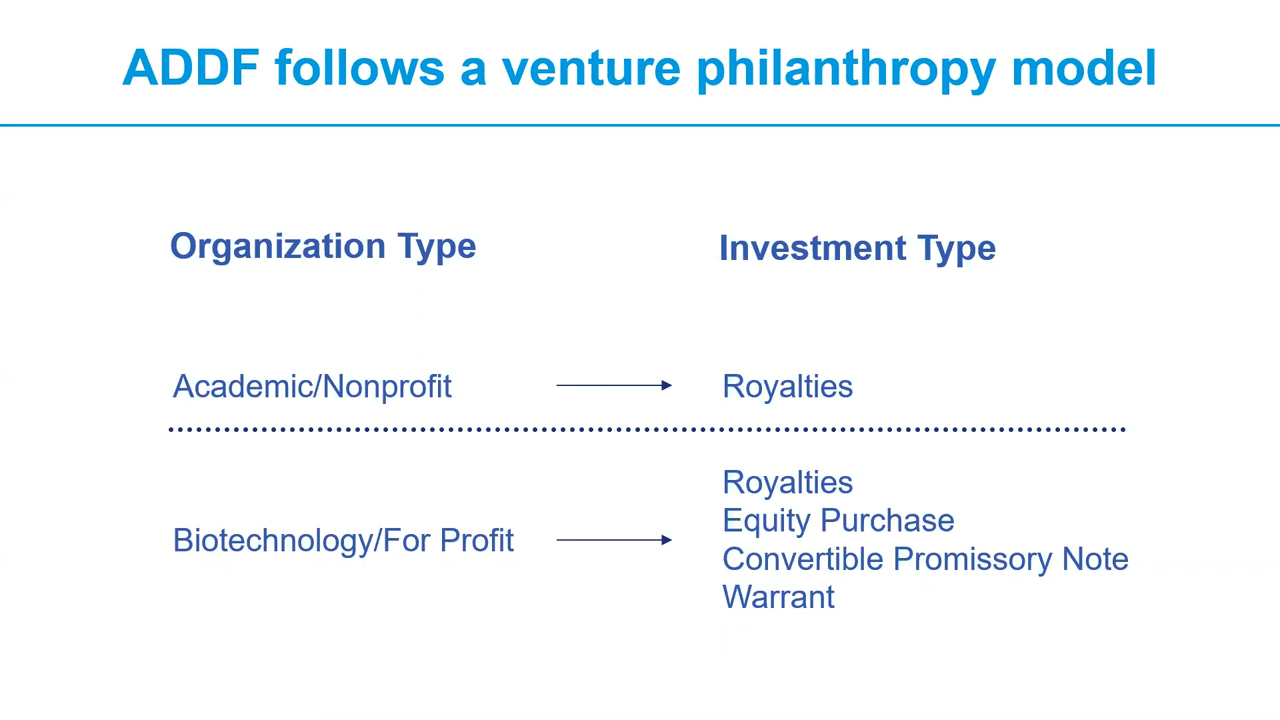 ADDF follows a venture philanthropy model
Organization Type
Investment Type
Academic/Nonprofit
Royalties
Biotechnology/For Profit
Royalties
Equity Purchase
Convertible Promissory Note
Warrant